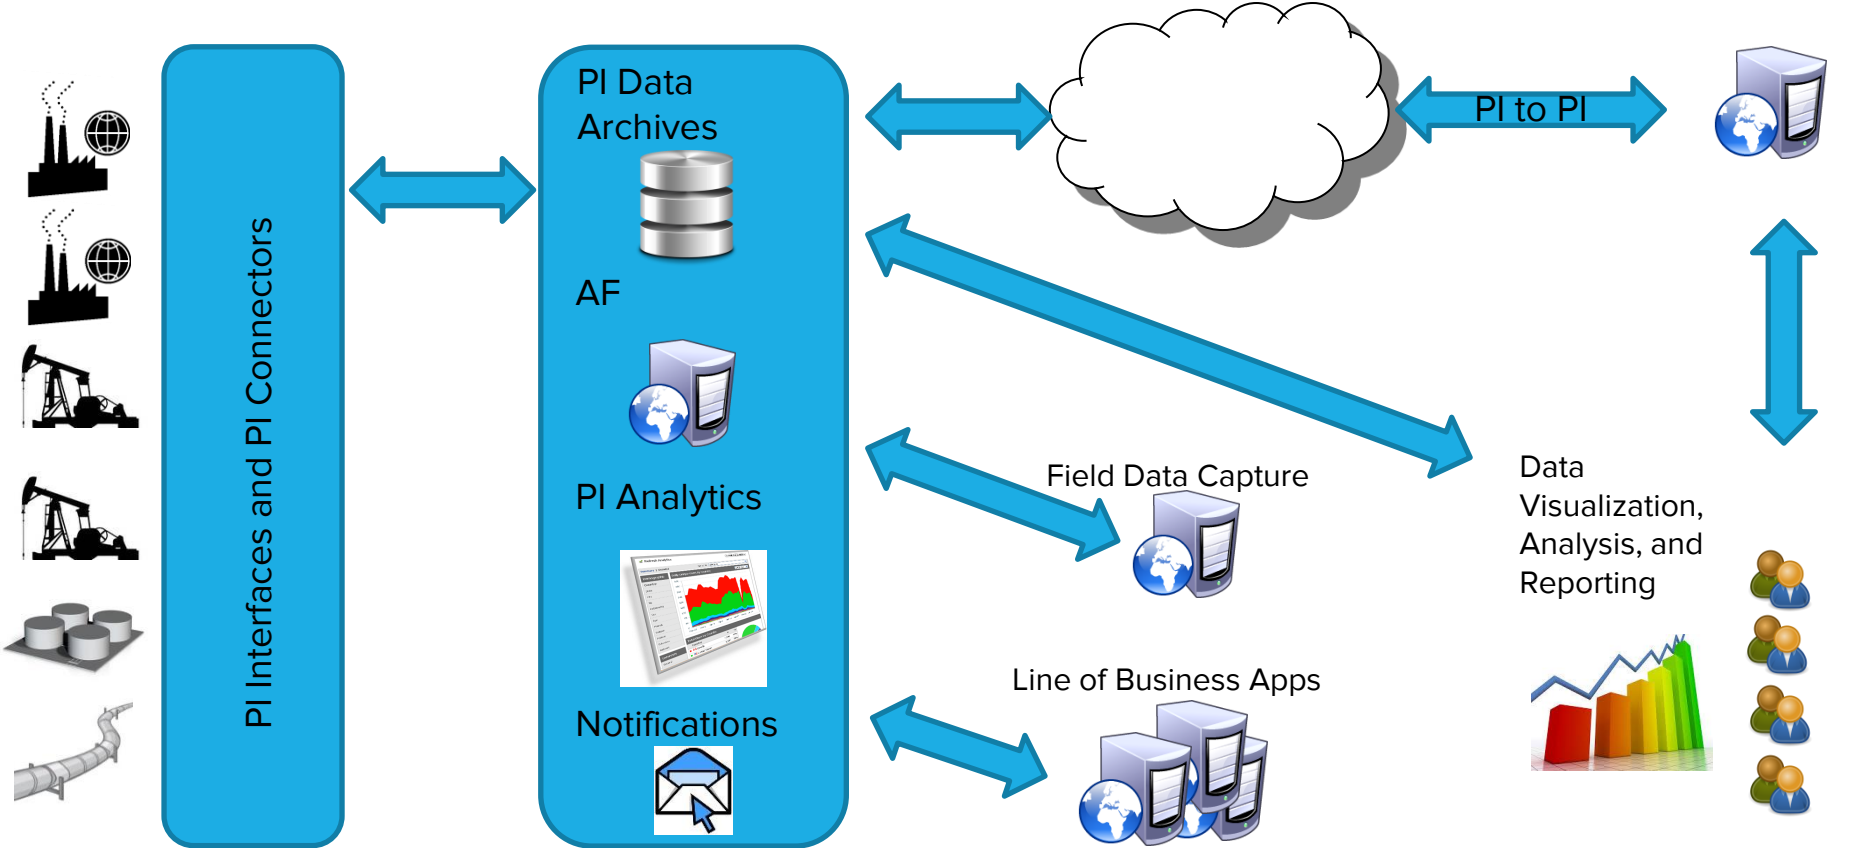 PI Interfaces and PI Connectors
PI Data
Archives
AF
PI Analytics
Notifications
PI to PI
Field Data Capture
Line of Business Apps
Data
Visualization,
Analysis, and
Reporting